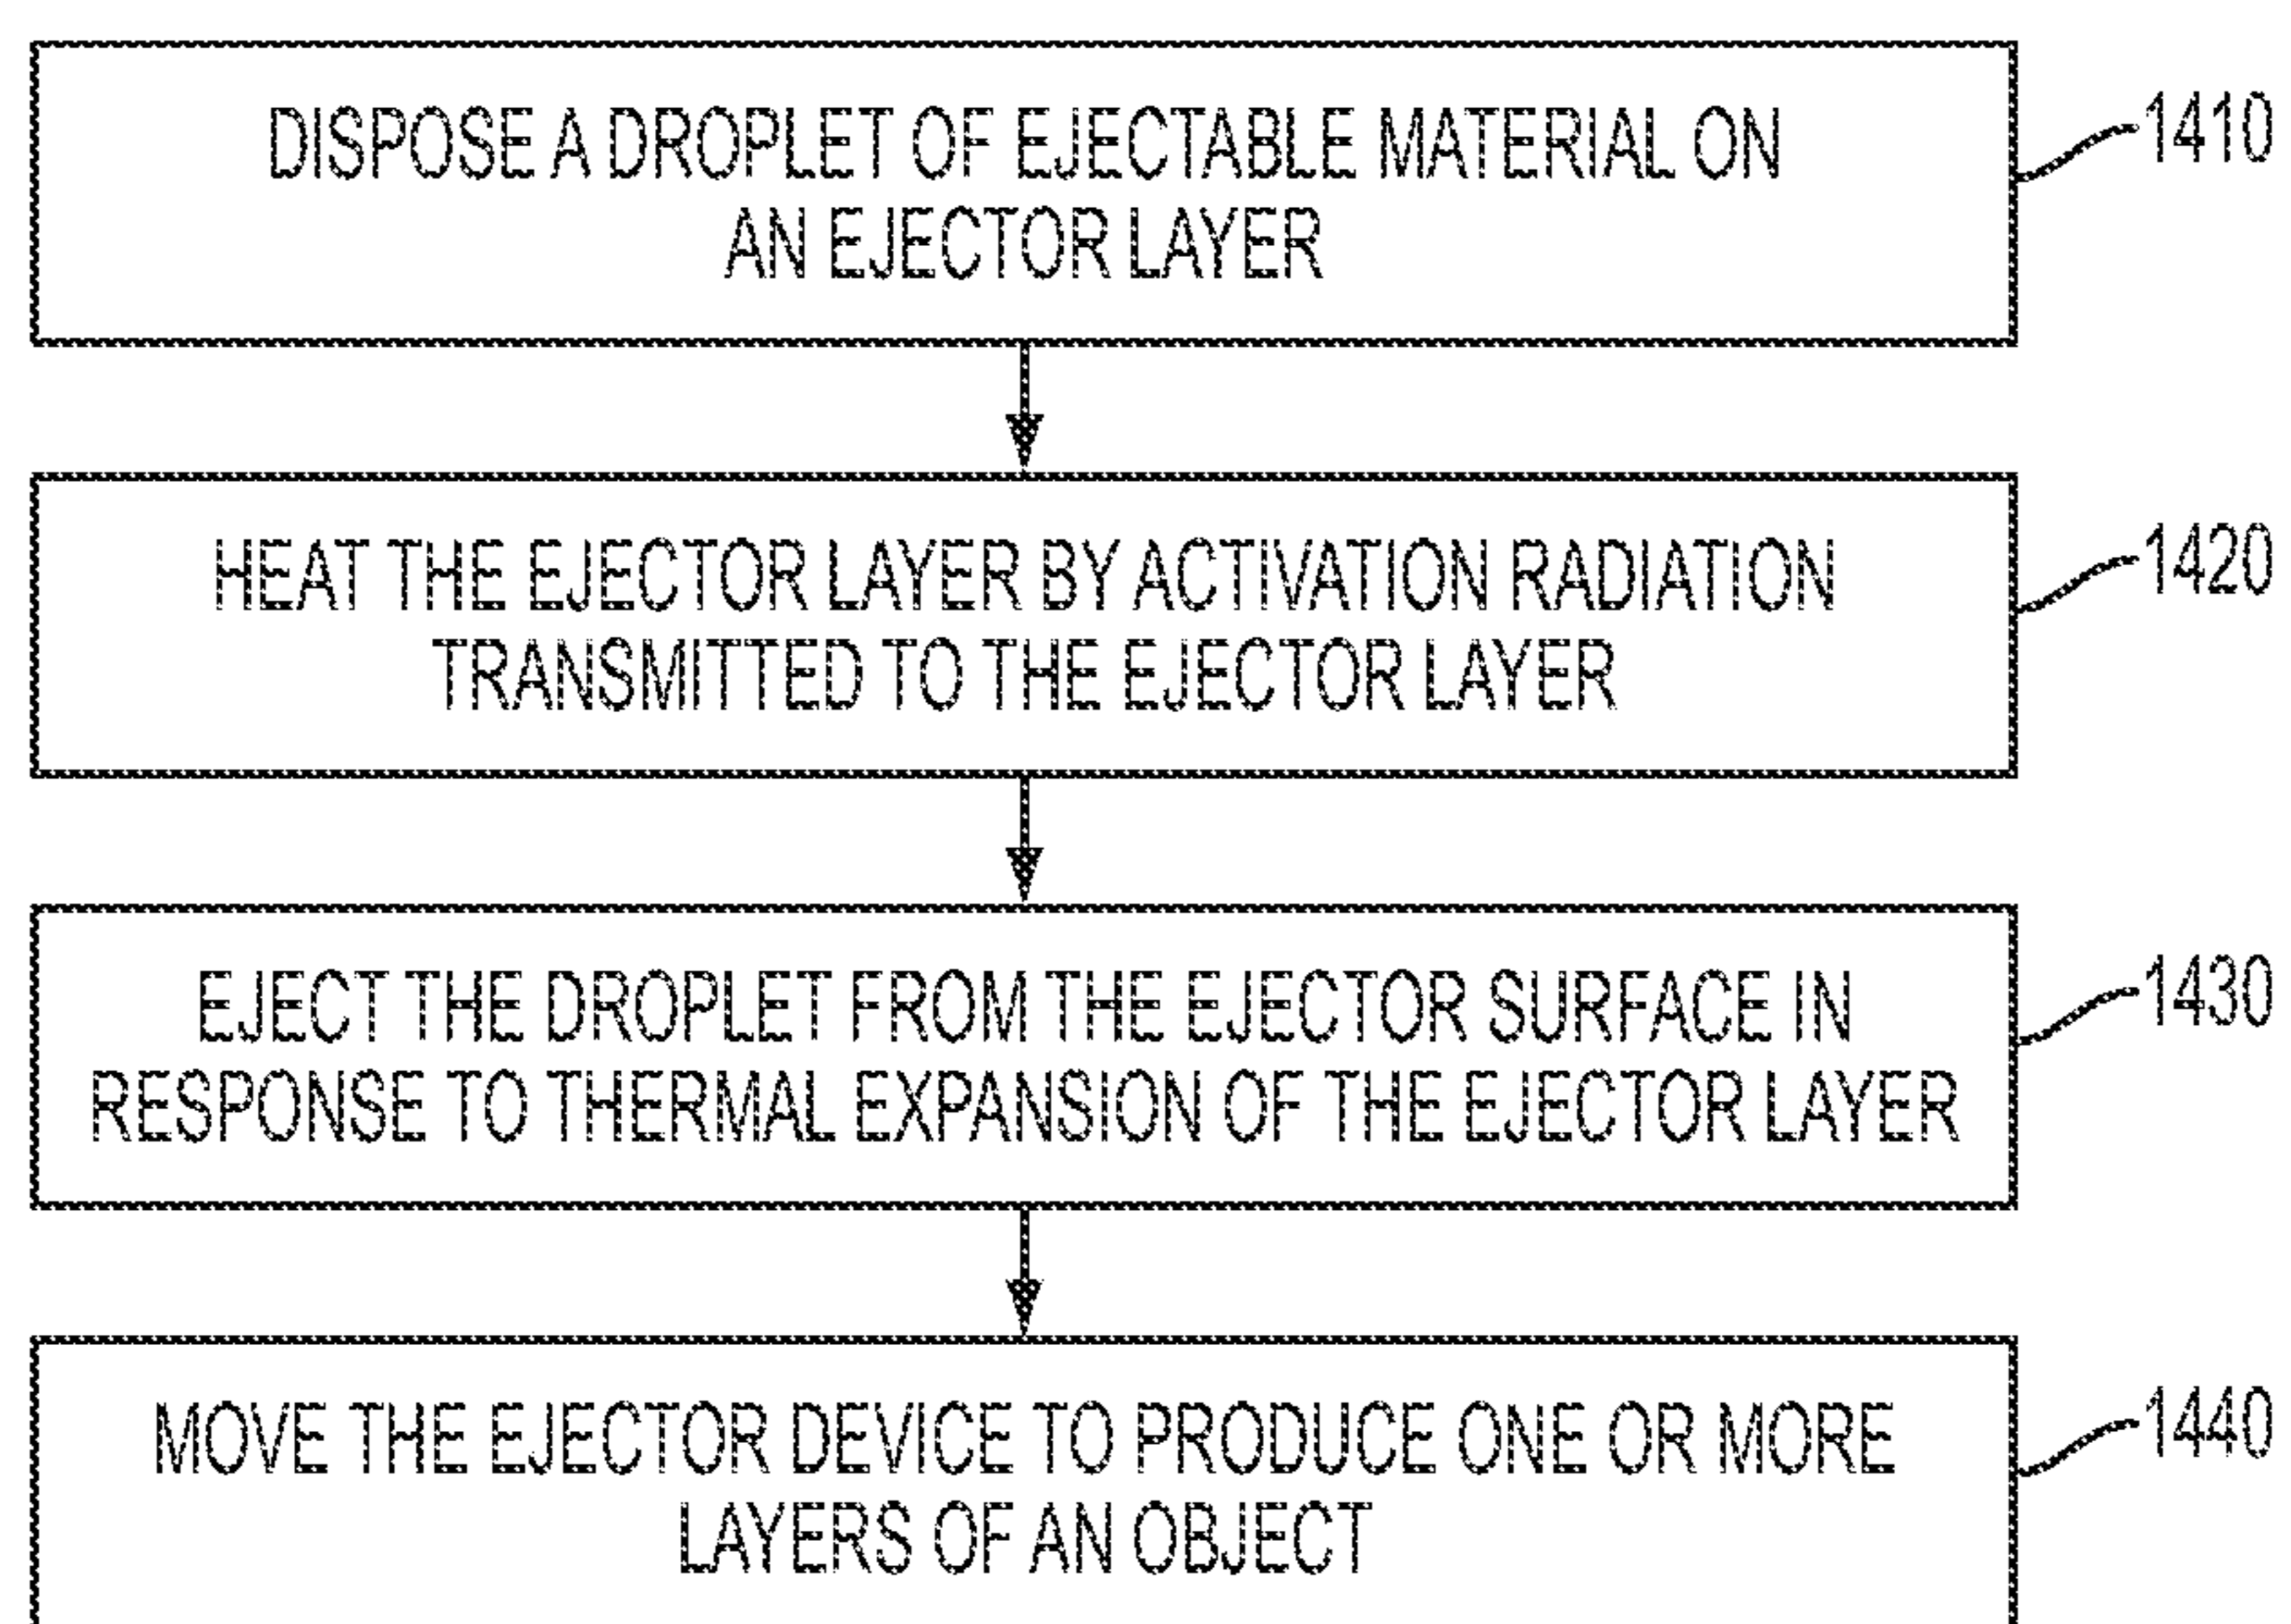 DISPOSE A DROPLET OF EJECTABLE MATERIAL ON
AN EJECTOR LAYER
1410
HEAT THE EJECTOR LAYER BY ACTIVATION RADIATION
TRANSMITTED TO THE EJECTOR LAYER
1420
EJECT THE DROPLET FROM THE EJECTOR SURFACE IN
RESPONSE TO THERMAL EXPANSION OF THE EJECTOR LAYER
1430
MOVE THE EJECTOR DEVICE TO PRODUCE ONE OR MORE
LAYERS OF AN OBJECT
1440